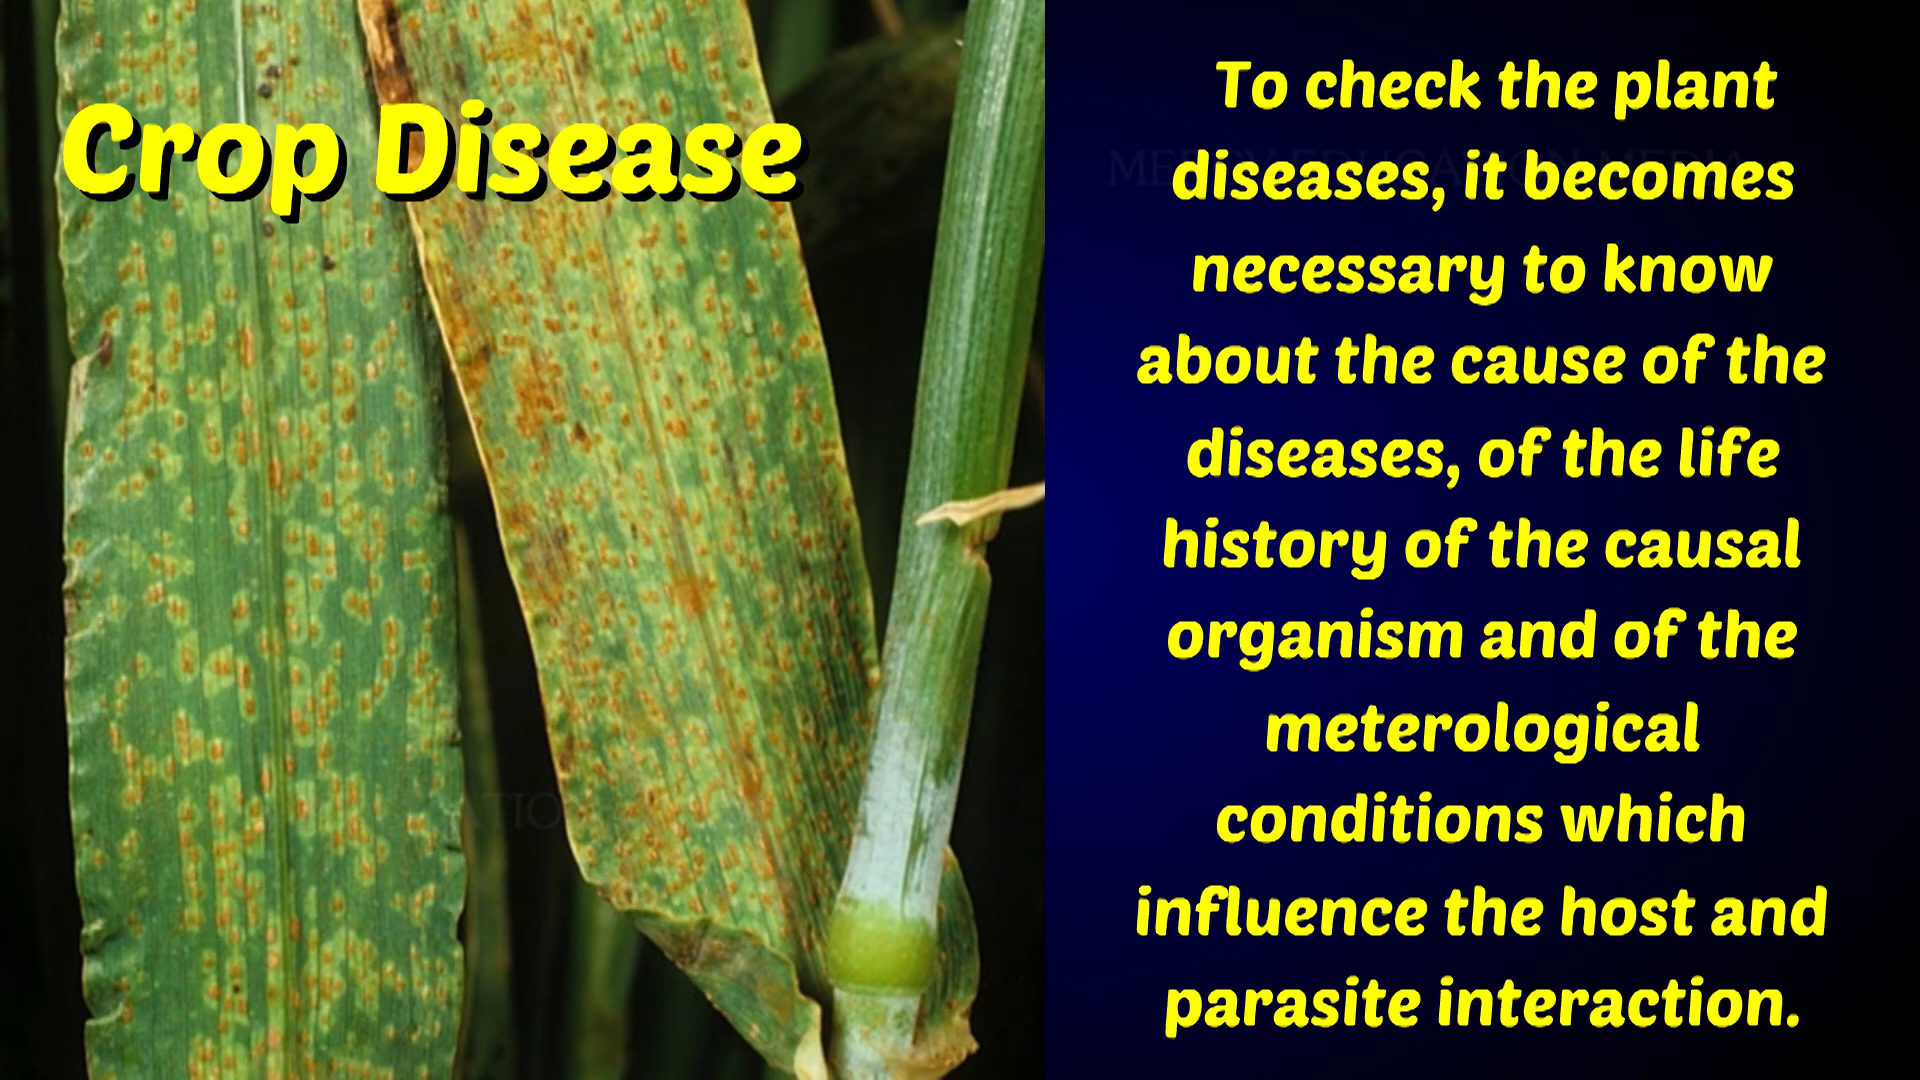 Crop Disease
To check the plant
diseases, it becomes
necessary to know
about the cause of the
diseases, of the life
history of the causal
organism and of the
meterological
conditions which
influence the host and
parasite interaction.